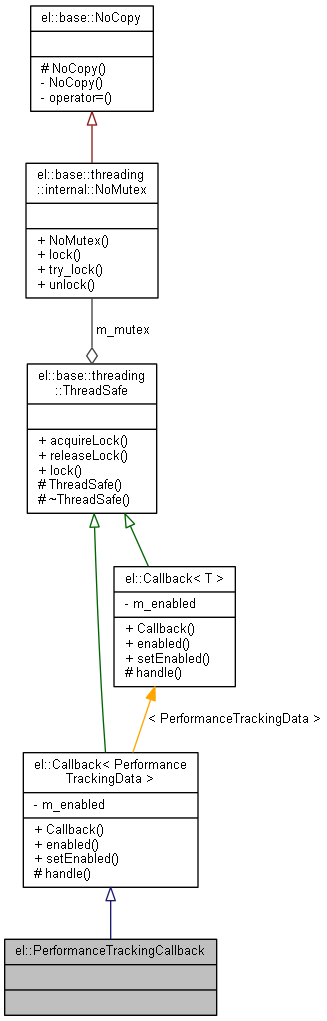 el::base::NoCopy
# NoCopy()
- NoCopy()
- operator=()
el::base::threading
::internal::NoMutex
+ NoMutex()
+ lock()
+ try_lock()
+ unlock()
m_mutex
el::base::threading
::ThreadSafe
+ acquireLock()
+ releaseLock()
+ lock()
# ThreadSafe()
# ~ThreadSafe()
el::Callback< T >
- m_enabled
+ Callback()
+ enabled()
+ setEnabled()
# handle()
< PerformanceTrackingData >
el::Callback< Performance
TrackingData >
- m_enabled
+ Callback()
+ enabled()
+ setEnabled()
# handle()
el::PerformanceTrackingCallback